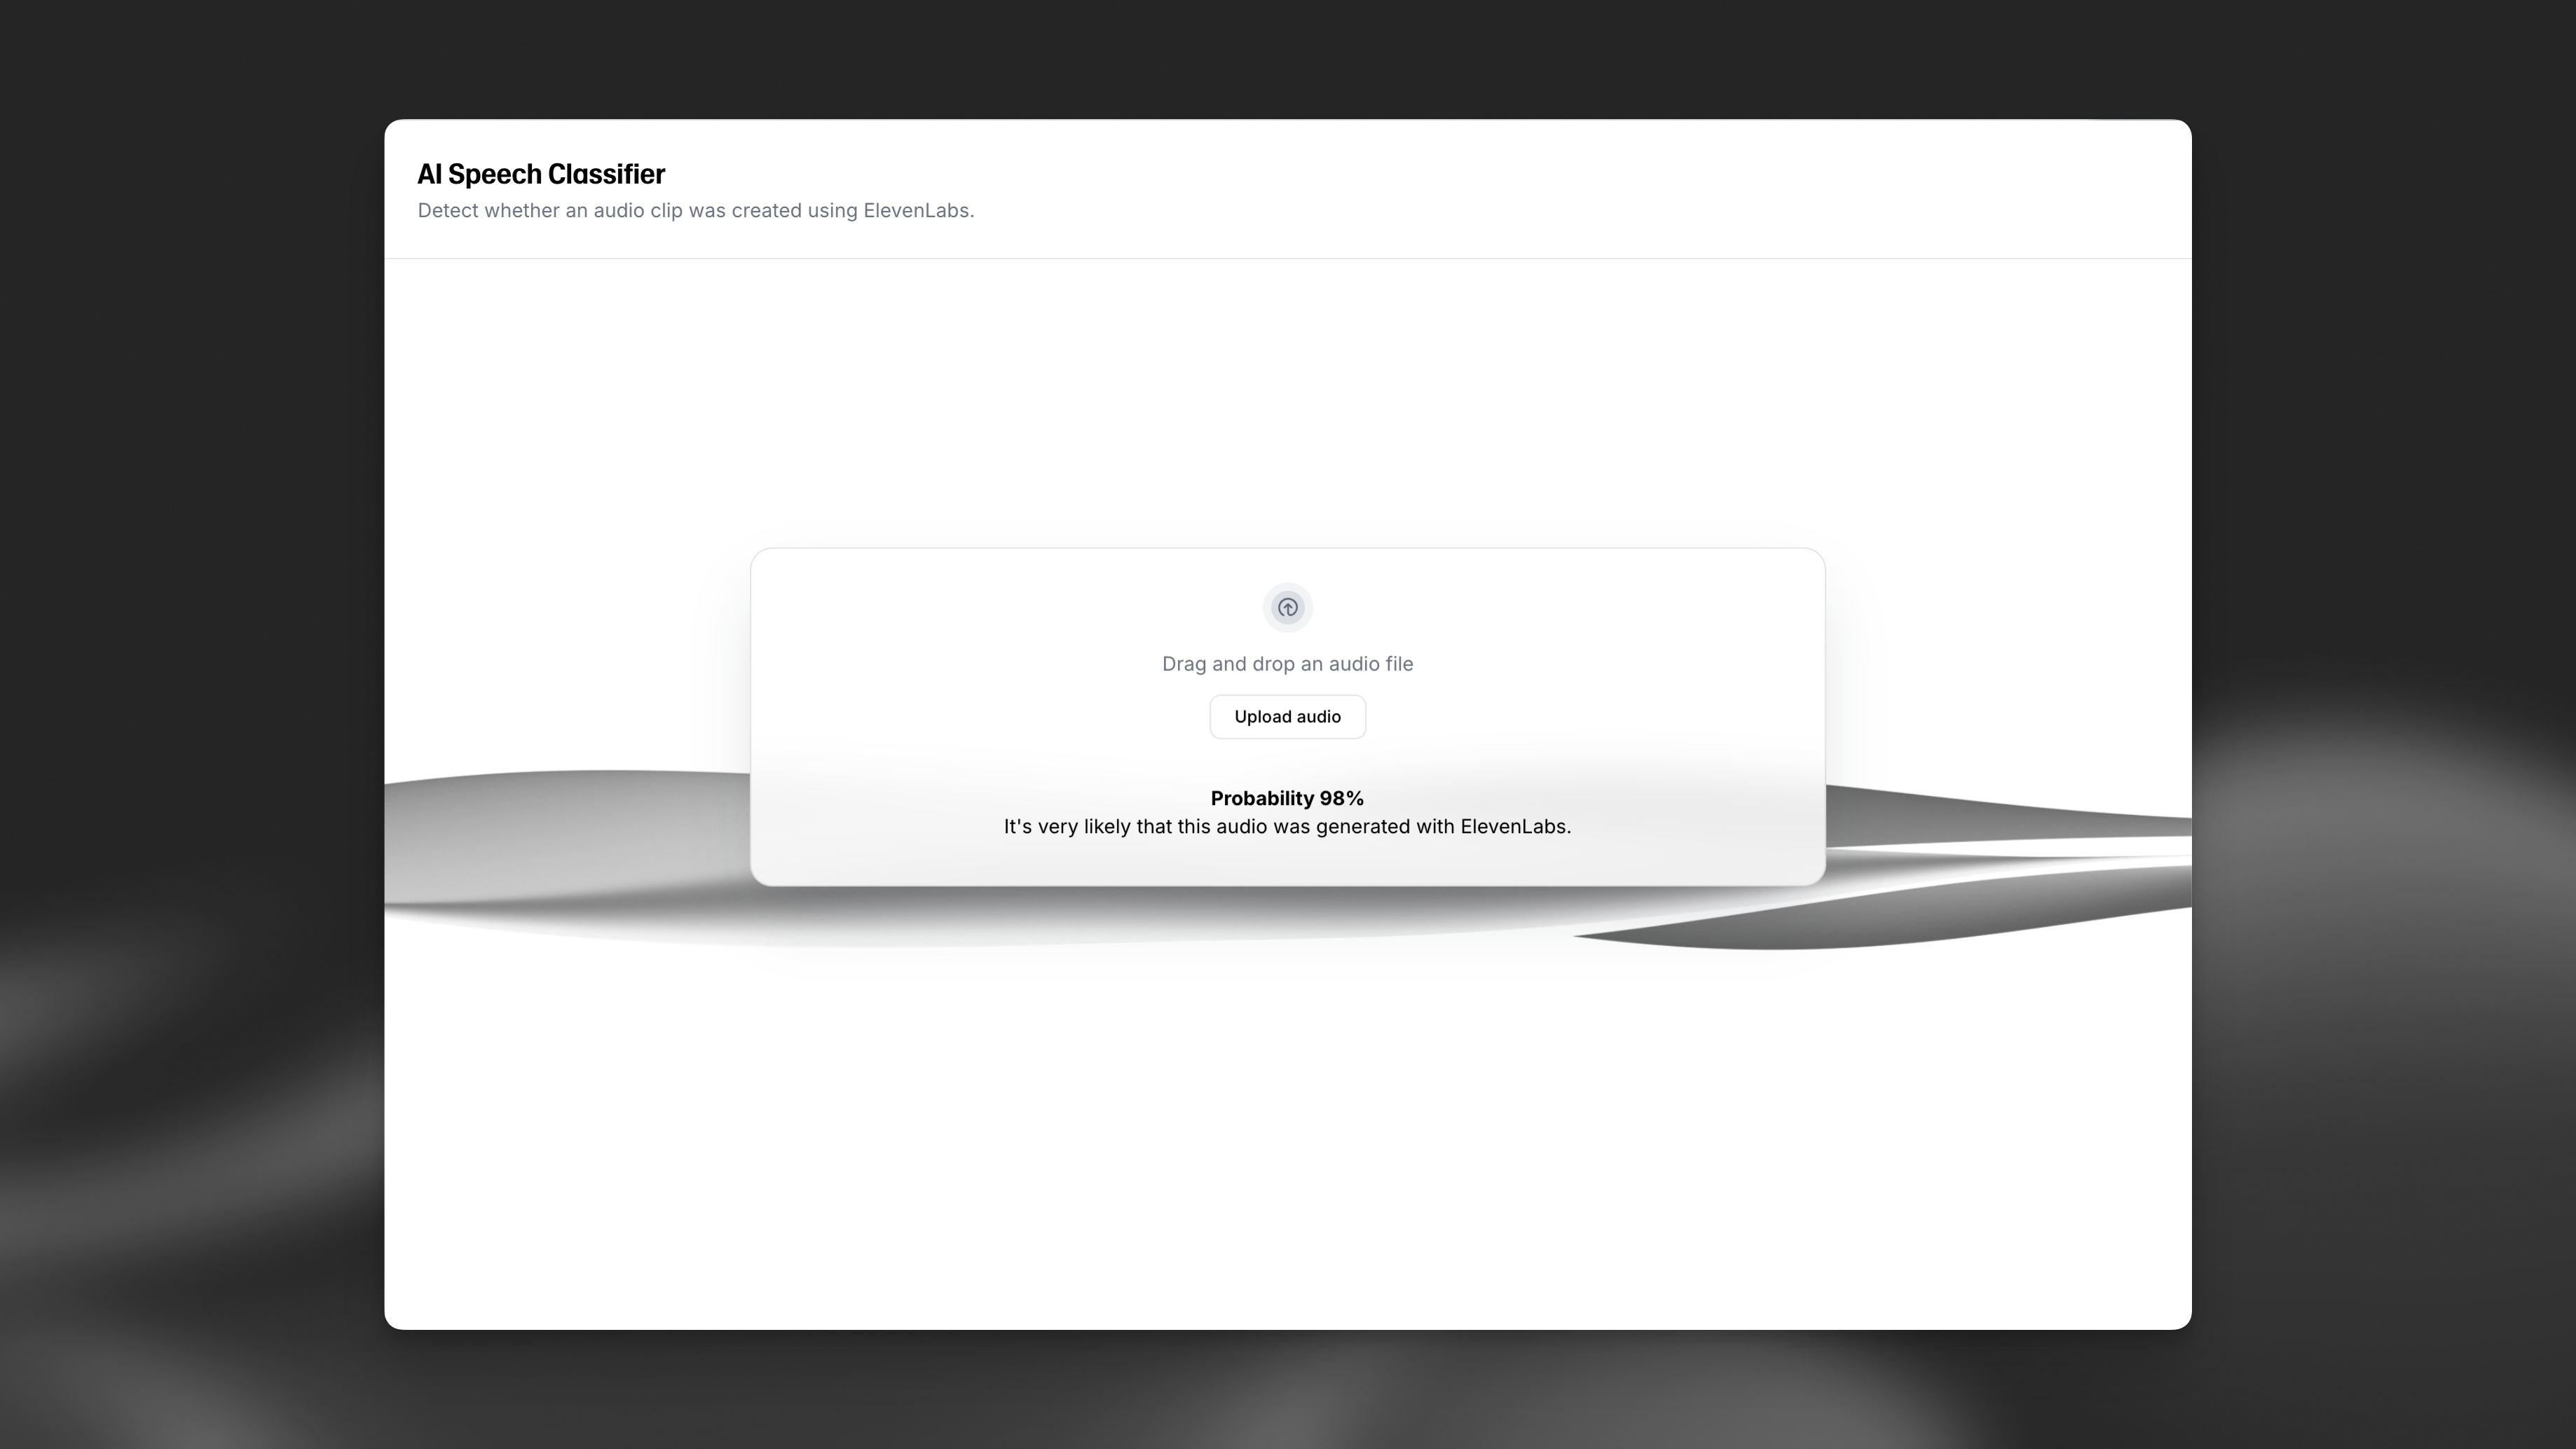 AI Speech Classifier
Detect whether an audio clip was created using ElevenLabs.
Drag and drop an audio file
Upload audio
Probability 98%
It's very likely that this audio was generated with ElevenLabs.